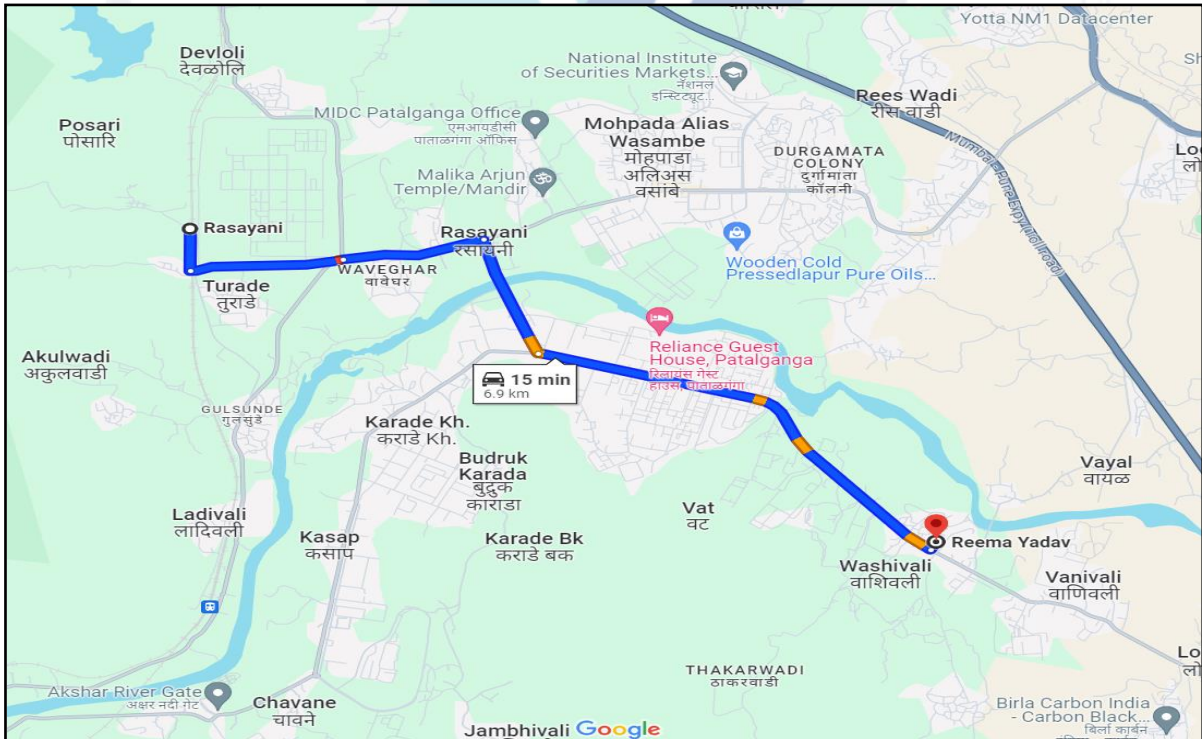 Yotta NM1 Datacenter
Devloli
देवळोलि
National Institute
of Securities Markets...
नॅशनल
इन्स्टिट्यूट...
Rees Wadi
रीस वाडी
MIDC Patalganga Office
एमआयडीसी
पाताळगंगा ऑफिस
Posari
पोसारि
Mohpada Alias
Wasambe
मोहपाडा
अलिअस
वसांबे
DURGAMATA
COLONY
दुर्गामाता
कॉलनी
Mumbai - Pune Expy (Toll road)
Malika Arjun
Temple/Mandir
Rasayani
Rasayani
रसायनी
WAVEGHAR
वावेघर
Wooden Cold
Pressedlapur Pure Oils...
Turade
तुराडे
Reliance Guest
House, Patalganga
रिलायंस गेस्ट
हाउस, पाताळगंगा
Akulwadi
अकुलवाडी
15 min
6.9 km
GULSUNDE
गुलसुंडे
Karade Kh.
कराडे Kh.
Budruk
Karada
बुद्रुक
काराडा
Vayal
वायळ
Ladivali
लादिवली
Kasap
कसाप
Karade Bk
कराडे बक
Vat
वट
Reema Yadav
Washivali
वाशिवली
Vanivali
वाणिवली
THAKARWADI
ठाकरवाडी
Akshar River Gate
अक्षर नदी गेट
Chavane
चावने
Birla Carbon India
- Carbon Black...
बिर्ला कार्बन
Jambhivali
Google